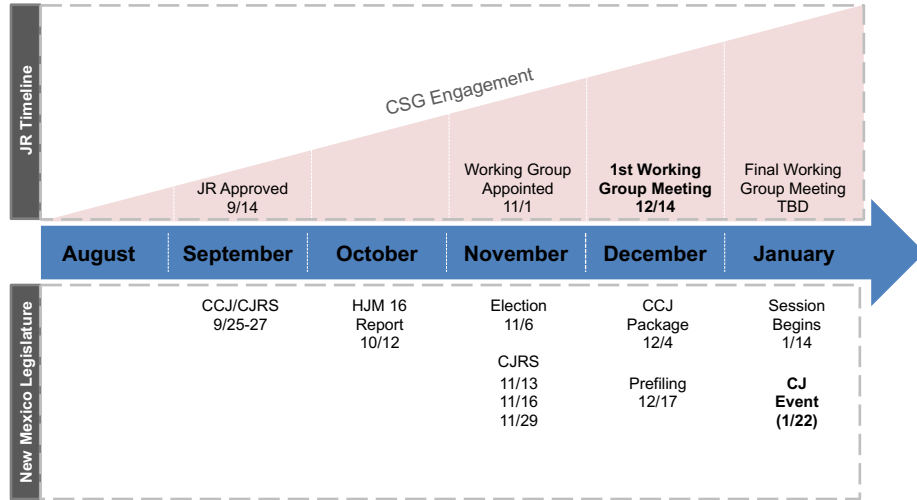 JR Timeline
CSG Engagement
JR Approved
9/14
Working Group
Appointed
11/1
1st Working
Group Meeting
12/14
Final Working
Group Meeting
TBD
August
September
October
November
December
January
New Mexico Legislature
CCJ/CJRS
9/25-27
HJM 16
Report
10/12
Election
11/6
CJRS
11/13
11/16
11/29
CCJ
Package
12/4
Prefiling
12/17
Session
Begins
1/14
CJ
Event
(1/22)